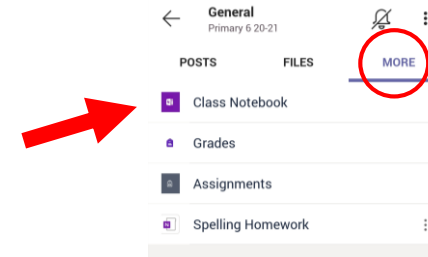 General
Primary 6 20-21
POSTS FILES MORE
Class Notebook
Grades
Assignments
Spelling Homework